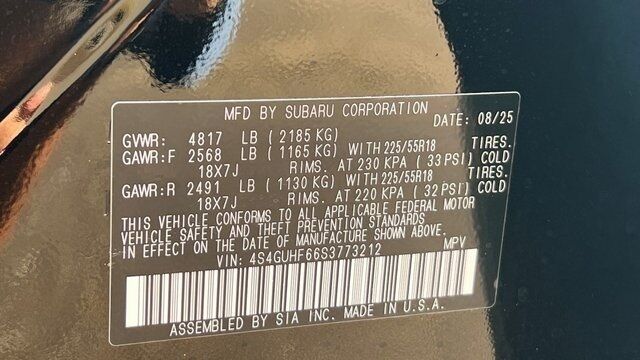 MFD BY SUBARU CORPORATION DATE: 08/25
GVWR: 4817 LB (2185 KG)
GAWR:F 2568 LB (1165 KG) WITH 225/55R18 TIRES.
18X7J RIMS. AT 230 KPA (33 PSI) COLD
GAWR:R 2491 LB (1130 KG) WITH 225/55R18 TIRES.
18X7J RIMS. AT 220 KPA (32 PSI) COLD
THIS VEHICLE CONFORMS TO ALL APPLICABLE FEDERAL MOTOR
VEHICLE SAFETY AND THEFT PREVENTION STANDARDS
IN EFFECT ON THE DATE OF MANUFACTURE SHOWN ABOVE.
VIN: 4S4GUHF66S3773212 MPV
ASSEMBLED BY SIA INC. MADE IN U.S.A.